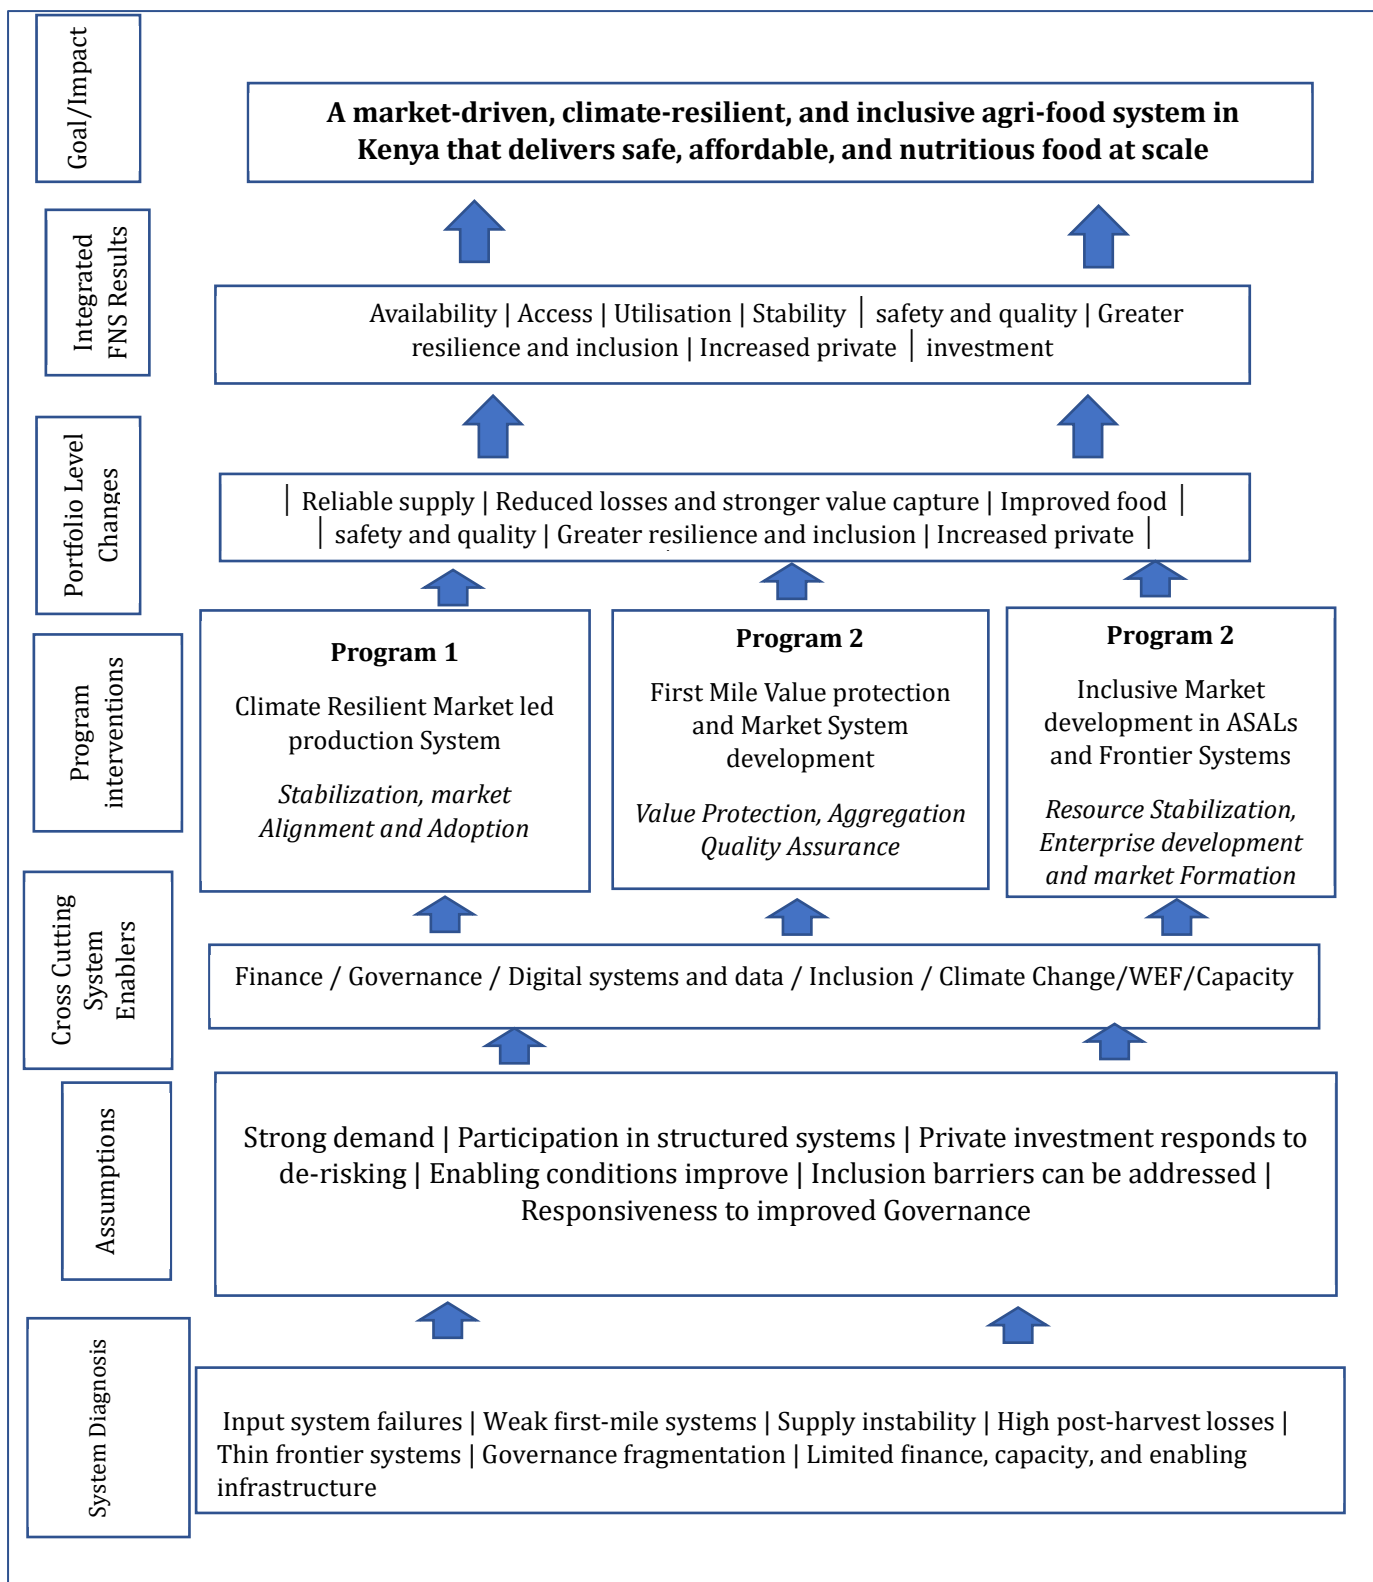 Goal/Impact
A market-driven, climate-resilient, and inclusive agri-food system in
Kenya that delivers safe, affordable, and nutritious food at scale
Integrated
FNS Results
Availability | Access | Utilisation | Stability | safety and quality | Greater
resilience and inclusion | Increased private | investment
Portfolio Level
Changes
| Reliable supply | Reduced losses and stronger value capture | Improved food |
| safety and quality | Greater resilience and inclusion | Increased private |
Program
interventions
Program 1
Climate Resilient Market led
production System
Stabilization, market
Alignment and Adoption
Program 2
First Mile Value protection
and Market System
development
Value Protection, Aggregation
Quality Assurance
Program 2
Inclusive Market
development in ASALs
and Frontier Systems
Resource Stabilization,
Enterprise development
and market Formation
Cross Cutting
System
Enablers
Finance / Governance / Digital systems and data / Inclusion / Climate Change/WEF/Capacity
Assumptions
Strong demand | Participation in structured systems | Private investment responds to
de-risking | Enabling conditions improve | Inclusion barriers can be addressed |
Responsiveness to improved Governance
System Diagnosis
Input system failures | Weak first-mile systems | Supply instability | High post-harvest losses |
Thin frontier systems | Governance fragmentation | Limited finance, capacity, and enabling
infrastructure